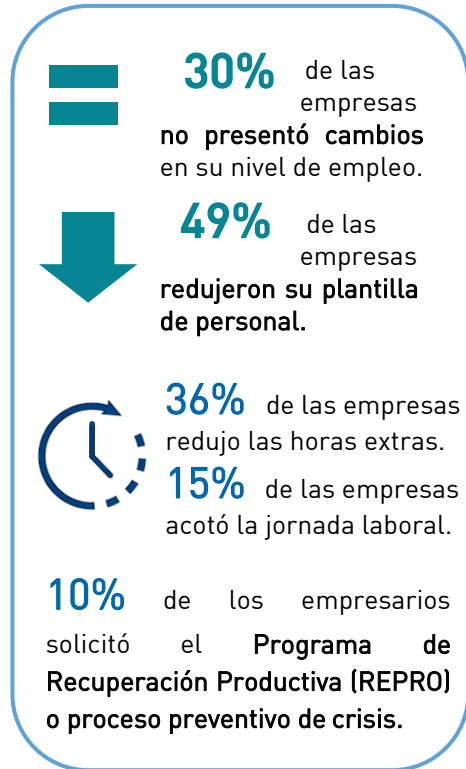 30% de las
empresas
no presentó cambios
en su nivel de empleo.
49% de las
empresas
redujeron su plantilla
de personal.
36% de las empresas
redujo las horas extras.
15% de las empresas
acotó la jornada laboral.
10% de los empresarios
solicitó el Programa de
Recuperación Productiva (REPRO)
o proceso preventivo de crisis.